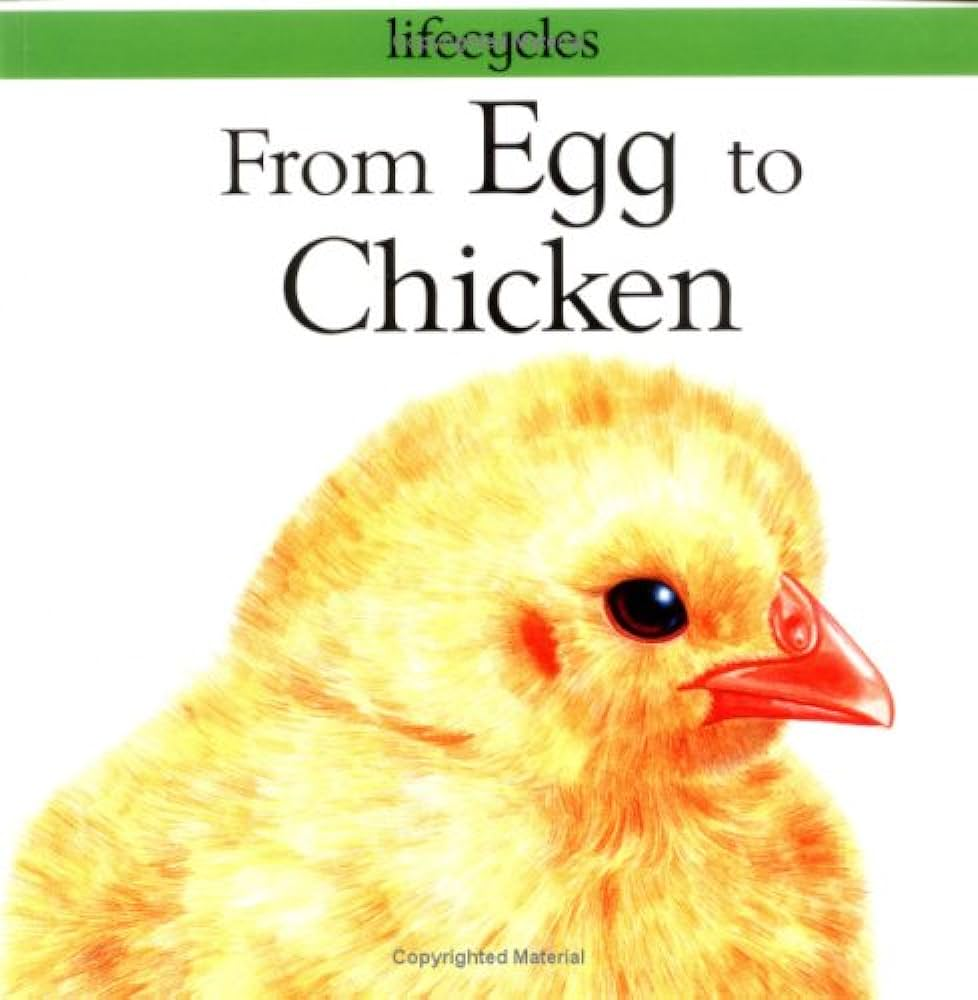 lifecycles
From Egg to
Chicken
Copyrighted Material